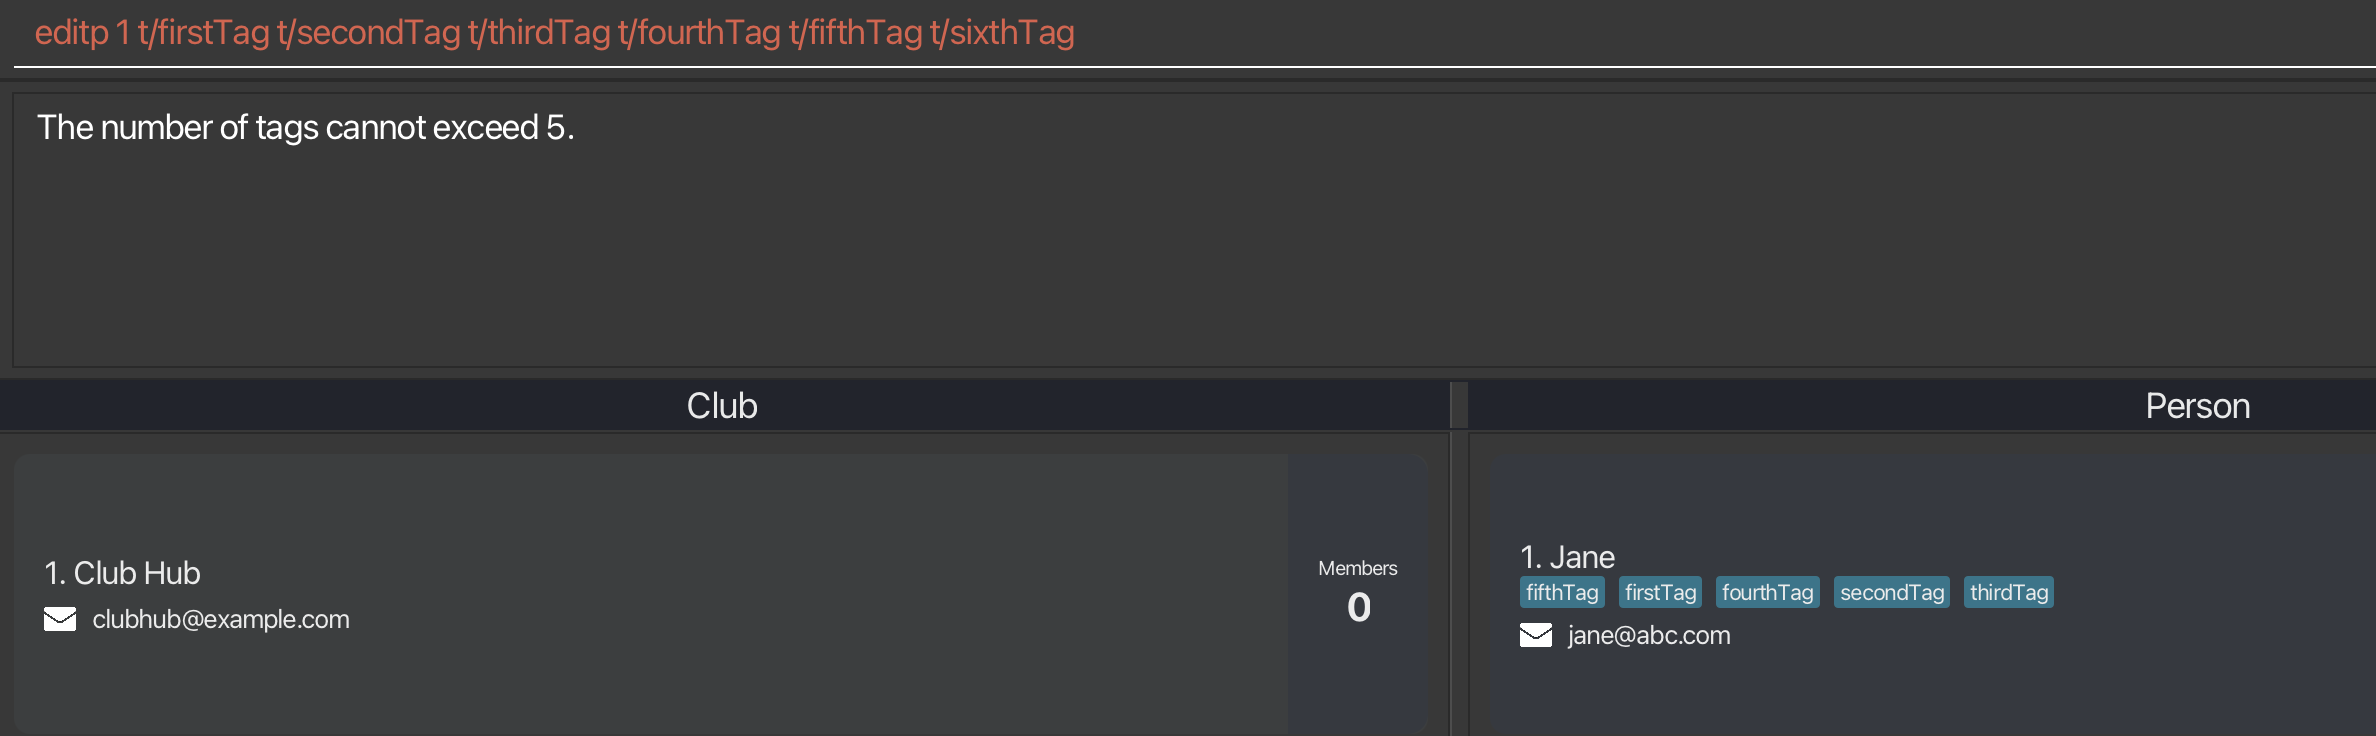 editp 1 t/firstTag t/secondTag t/thirdTag t/fourthTag t/fifthTag t/sixthTag
The number of tags cannot exceed 5.
Club
Person
1. Club Hub
clubhub@example.com
Members
0
1. Jane
fifthTag firstTag fourthTag secondTag thirdTag
jane@abc.com